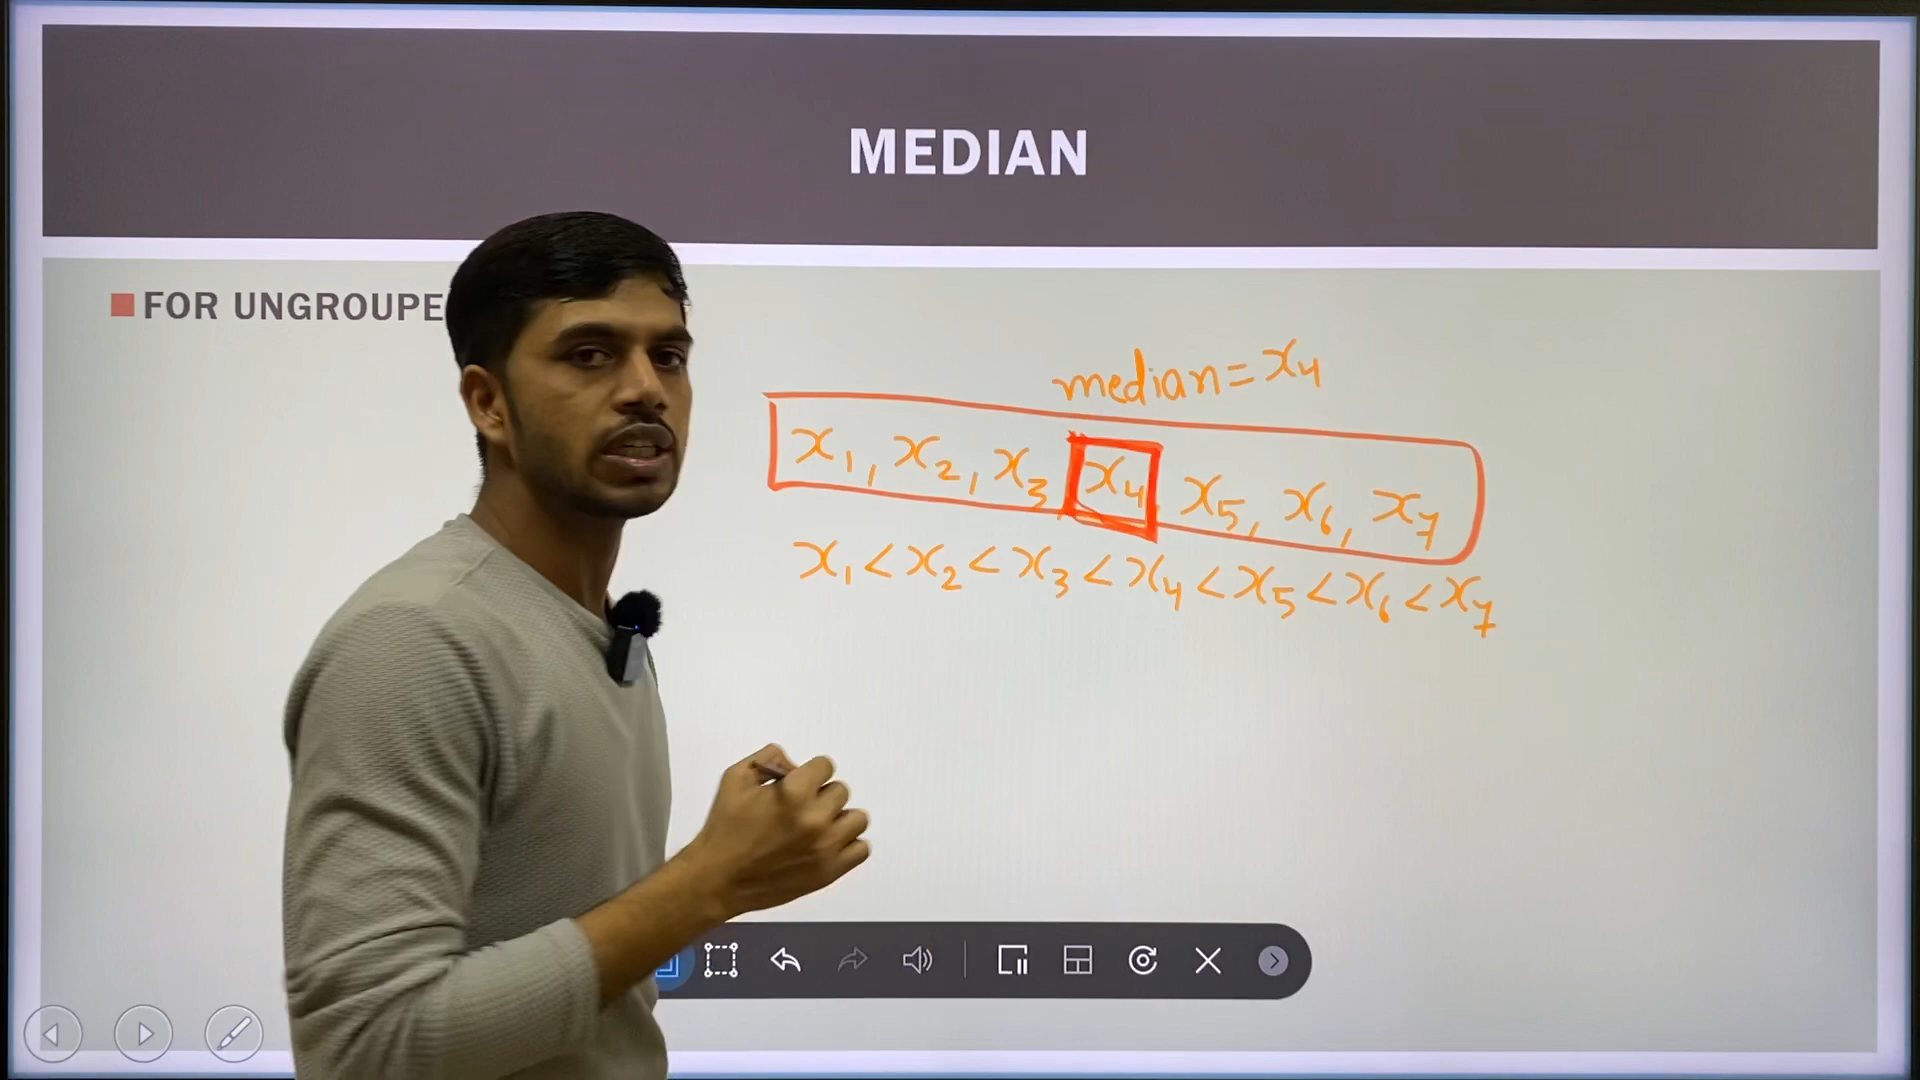 MEDIAN
FOR UNGROUPE
median = x₄
x₁, x₂, x₃, x₄, x₅, x₆, x₇
x₁ < x₂ < x₃ < x₄ < x₅ < x₆ < x₇